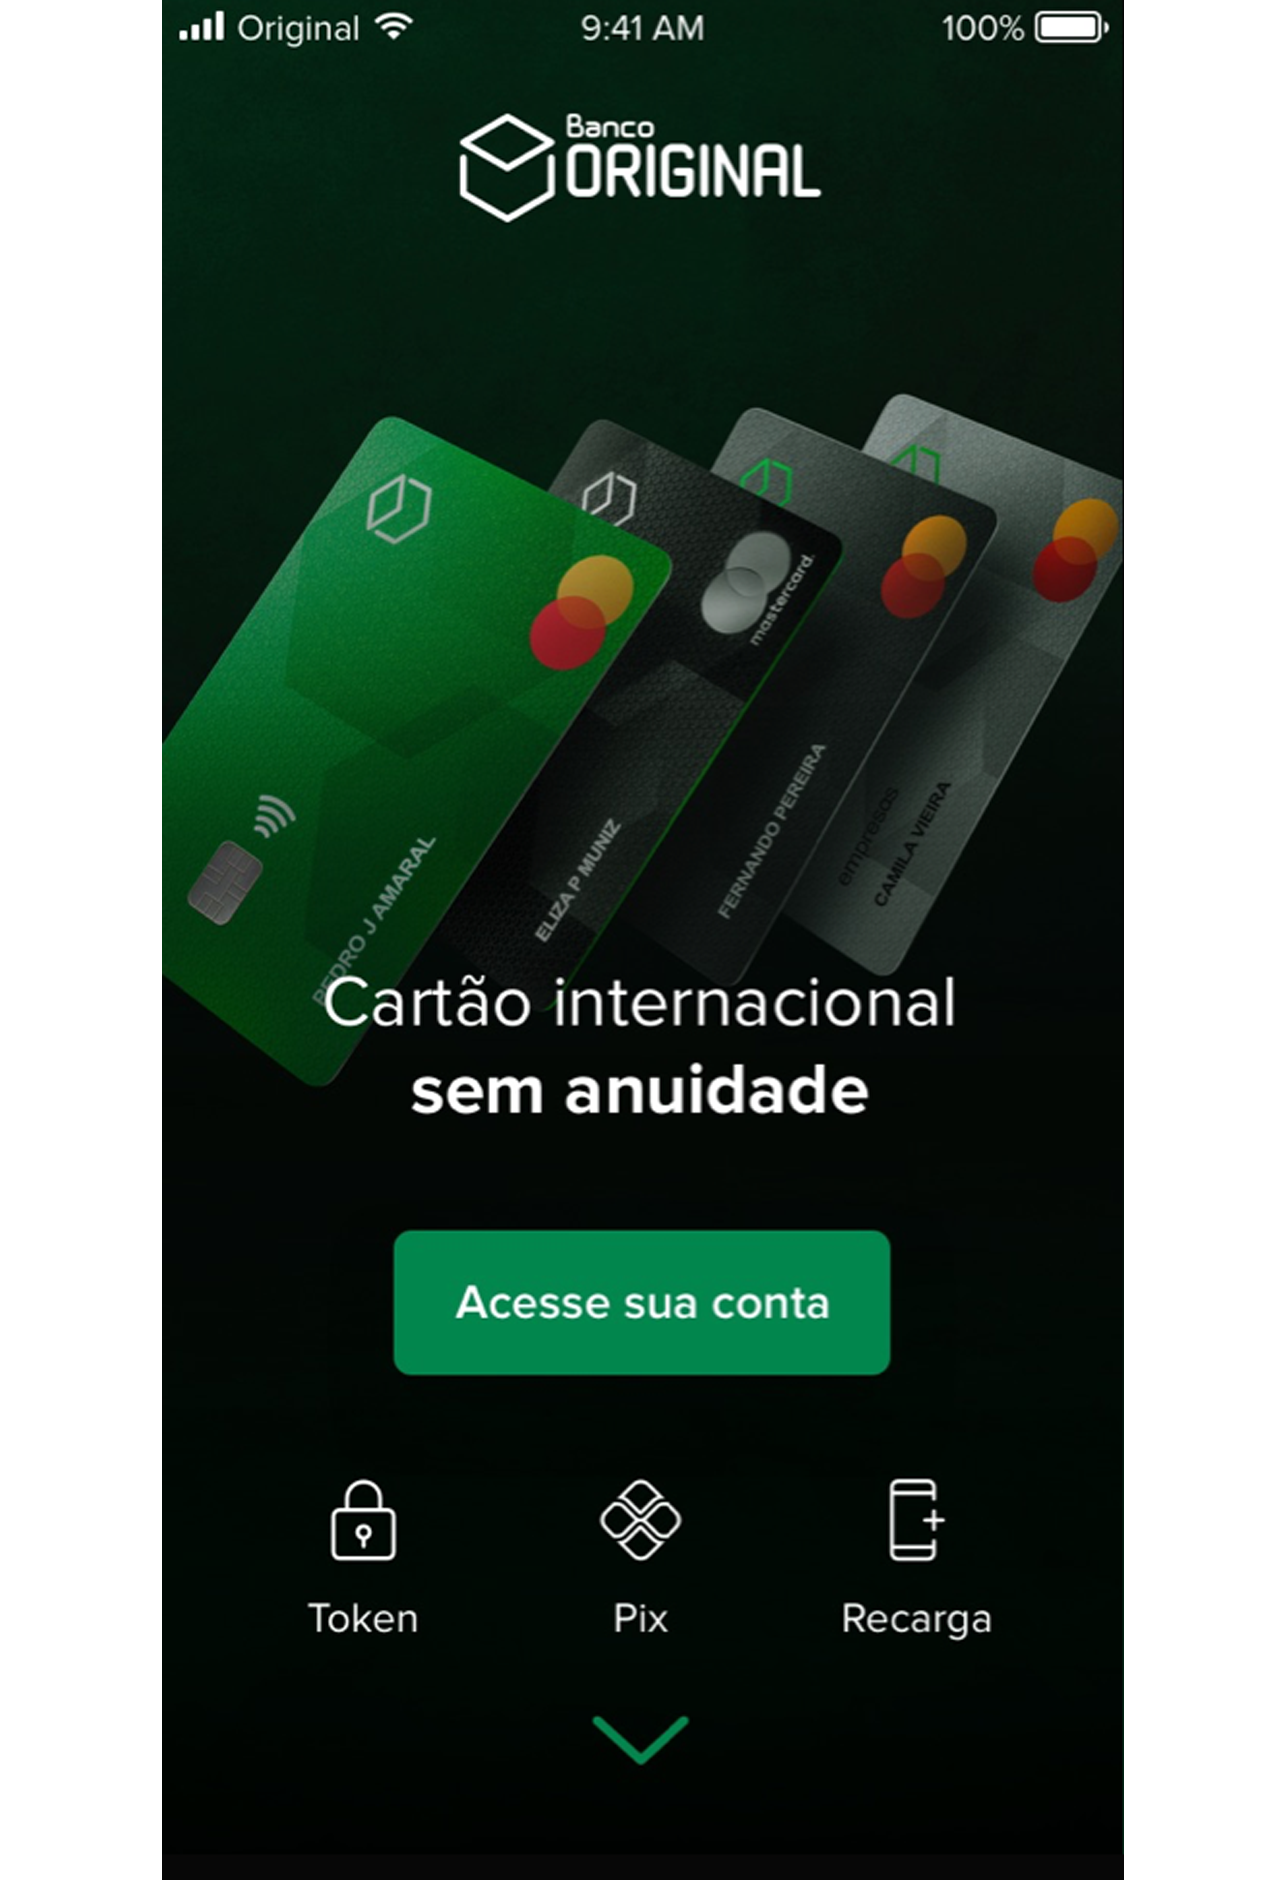 Original
9:41 AM
100%
Banco
ORIGINAL
mastercard.
PEDRO J AMARAL
ELIZA P MUNIZ
FERNANDO PEREIRA
empresas
CAMILA VIEIRA
Cartão internacional
sem anuidade
Acesse sua conta
Token
Pix
Recarga